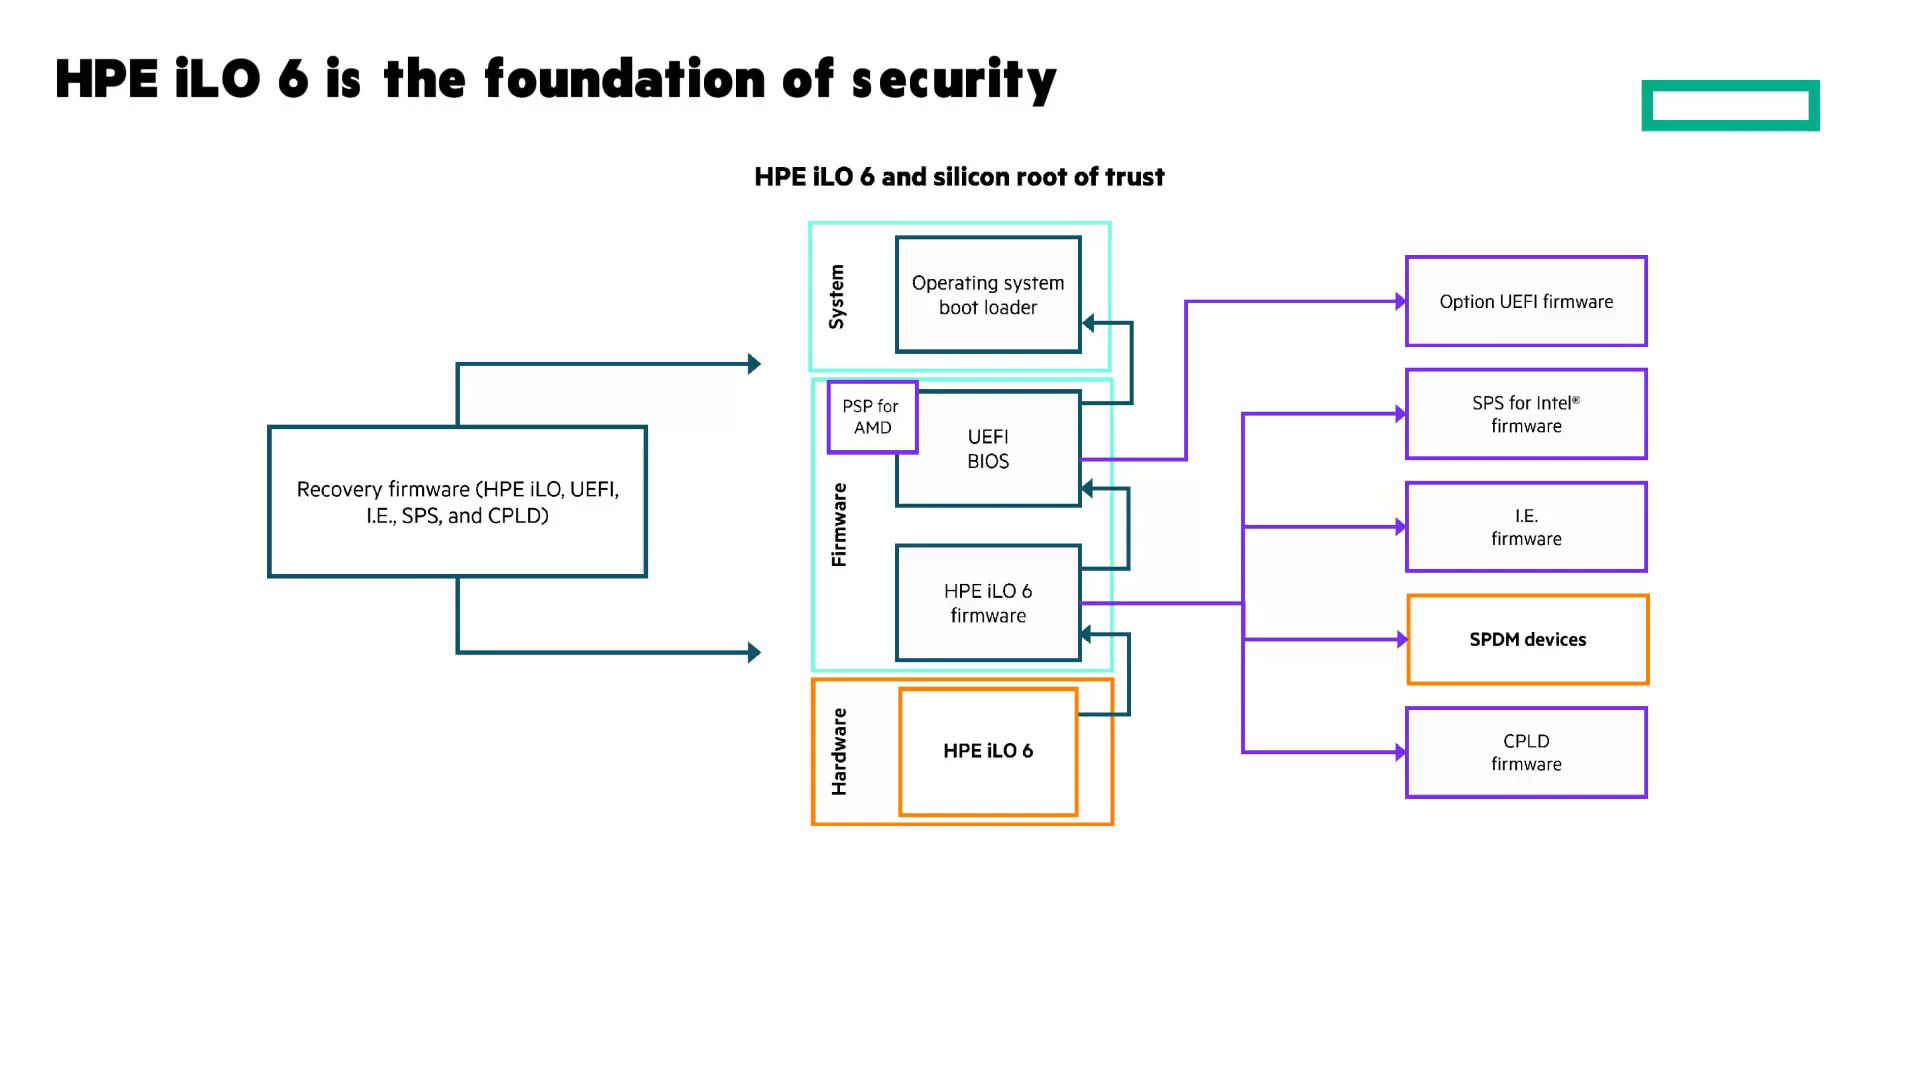 HPE iLO 6 is the foundation of security
HPE iLO 6 and silicon root of trust
Recovery firmware (HPE iLO, UEFI,
I.E., SPS, and CPLD)
System
Operating system
boot loader
Firmware
PSP for
AMD
UEFI
BIOS
HPE iLO 6
firmware
Hardware
HPE iLO 6
Option UEFI firmware
SPS for Intel®
firmware
I.E.
firmware
SPDM devices
CPLD
firmware